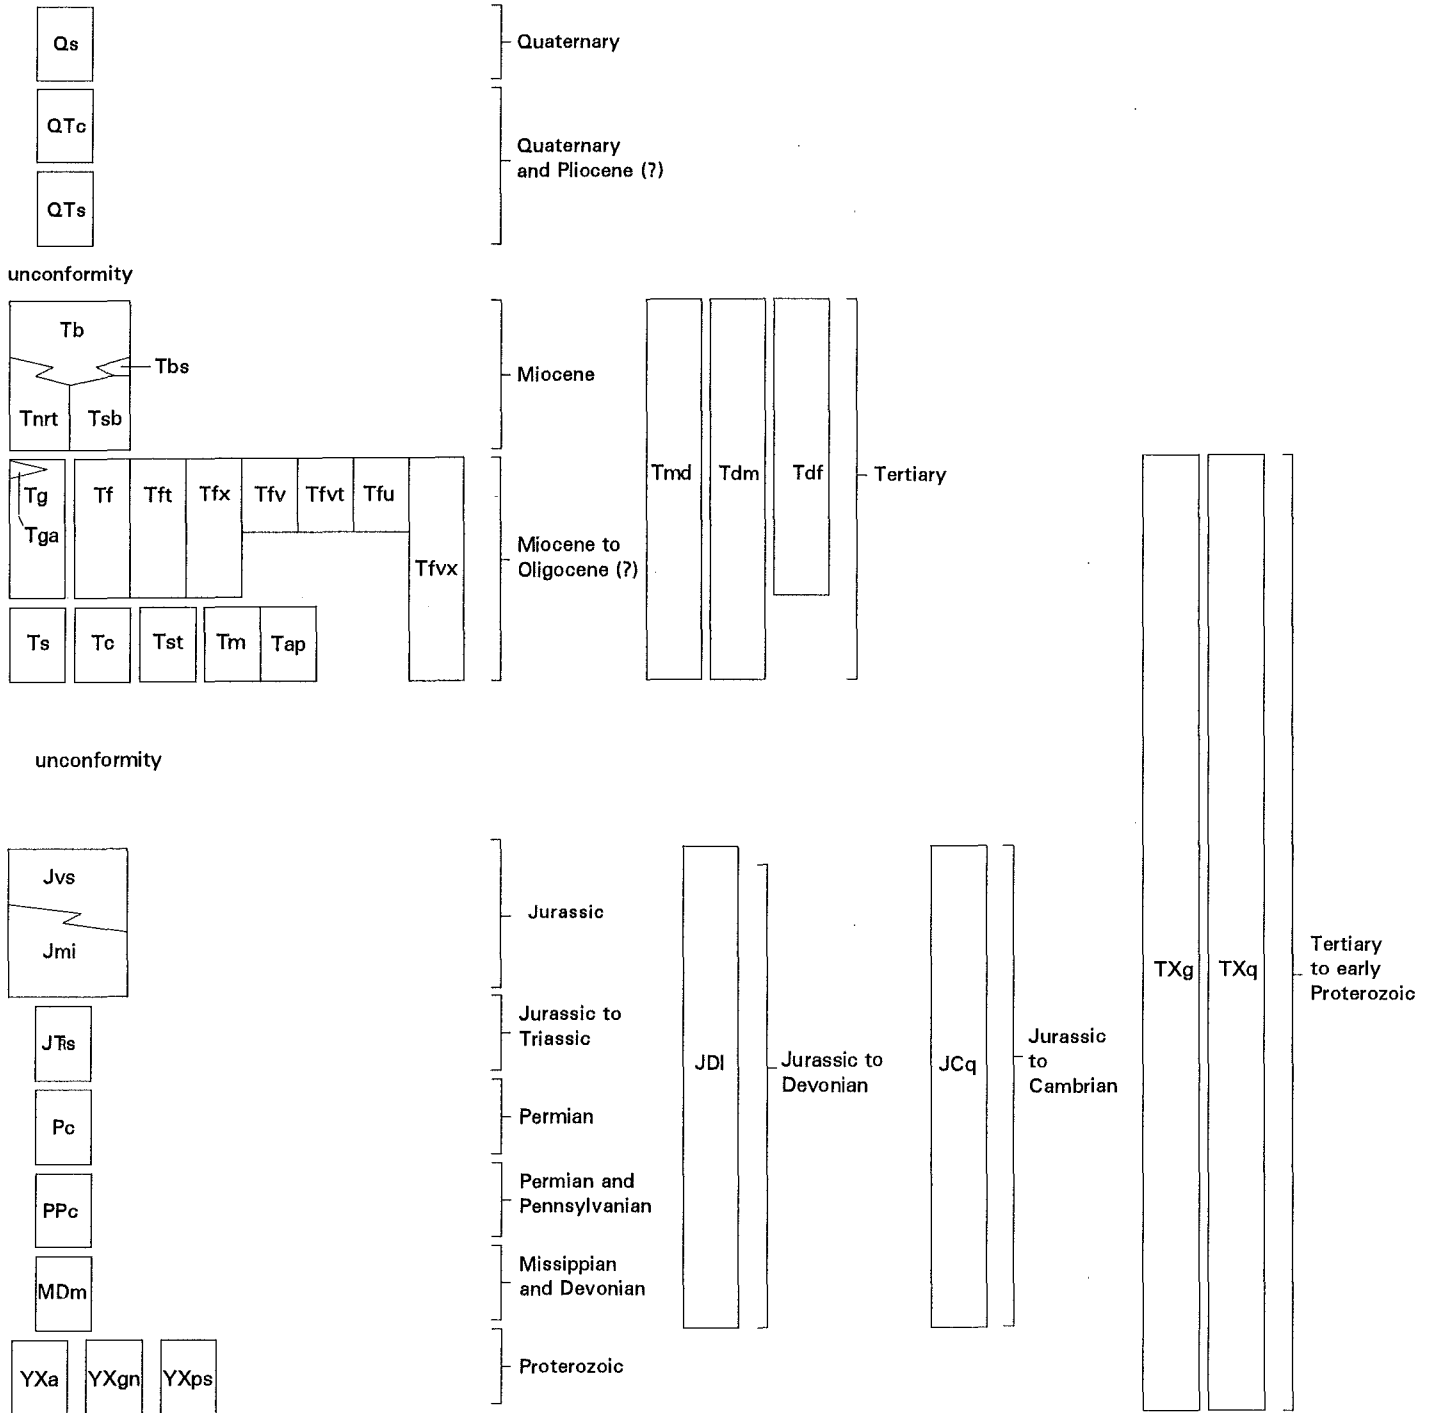 Qs
Quaternary
QTc
Quaternary
and Pliocene (?)
QTs
unconformity
Tb
Tbs
Miocene
Tnrt Tsb
Tg Tf Tft Tfx Tfv Tfvt Tfu
Tga
Tfvx
Miocene to
Oligocene (?)
Tmd Tdm Tdf
Tertiary
Ts Tc Tst Tm Tap
unconformity
Jvs
Jmi
Jurassic
JTRs
Jurassic to
Triassic
Pc
Permian
PPc
Permian and
Pennsylvanian
MDm
Missippian
and Devonian
YXa YXgn YXps
Proterozoic
JDl
Jurassic to
Devonian
JCq
Jurassic
to
Cambrian
TXg TXq
Tertiary
to early
Proterozoic